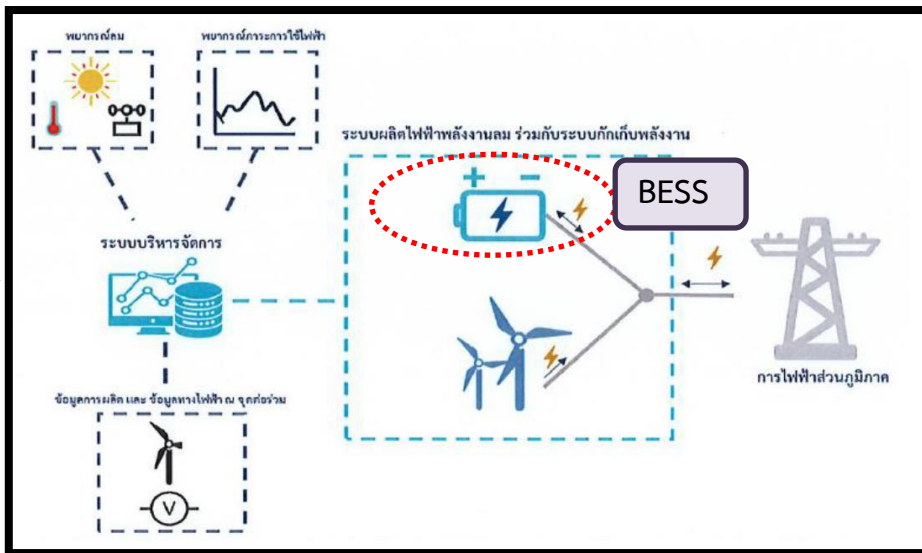 พยากรณ์ลม
พยากรณ์ภาวะการใช้ไฟฟ้า
ระบบผลิตไฟฟ้าพลังงานลม ร่วมกับระบบกักเก็บพลังงาน
+ −
BESS
ระบบบริหารจัดการ
การไฟฟ้าส่วนภูมิภาค
ข้อมูลการผลิต และ ข้อมูลทางไฟฟ้า ณ จุดต่อร่วม
V